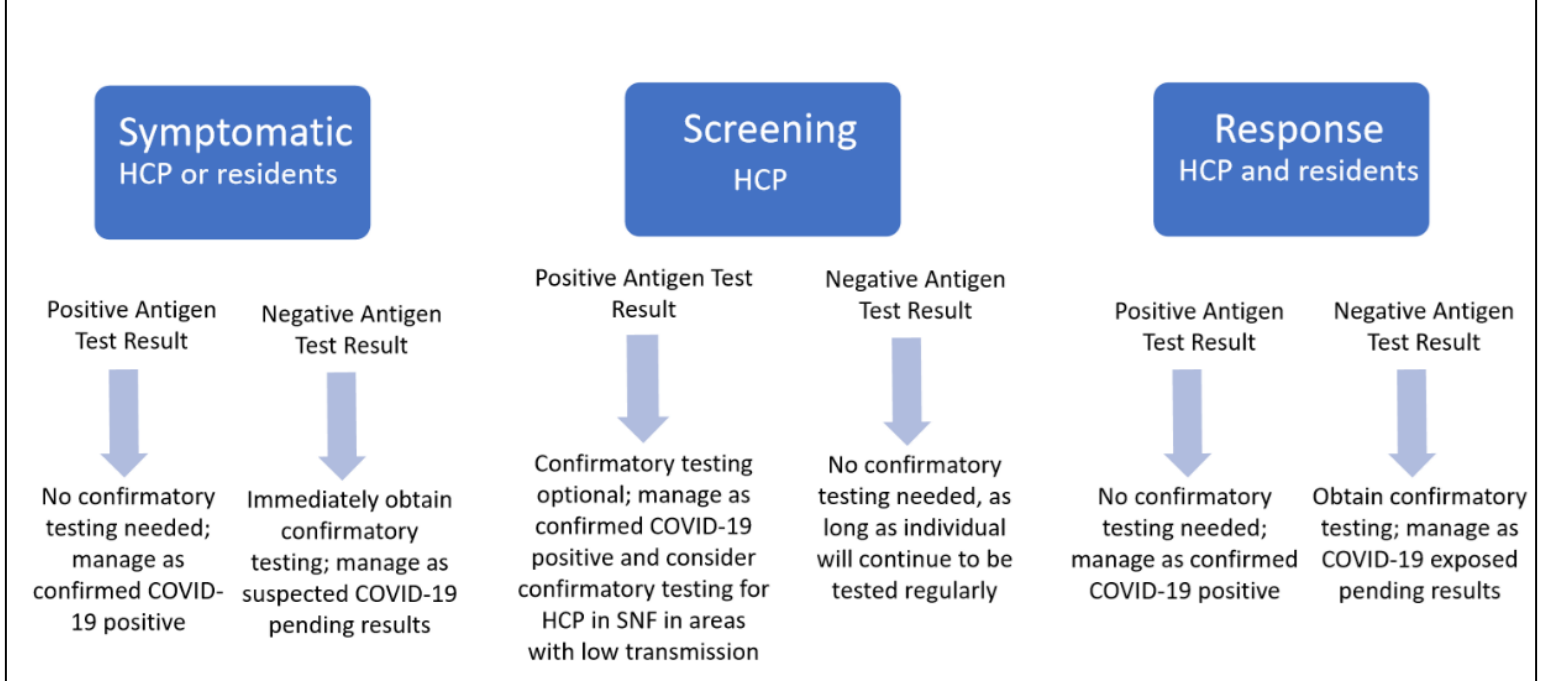 Symptomatic
HCP or residents
Positive Antigen
Test Result
No confirmatory
testing needed;
manage as
confirmed COVID-
19 positive
Negative Antigen
Test Result
Immediately obtain
confirmatory
testing; manage as
suspected COVID-19
pending results
Screening
HCP
Positive Antigen Test
Result
Confirmatory testing
optional; manage as
confirmed COVID-19
positive and consider
confirmatory testing for
HCP in SNF in areas
with low transmission
Negative Antigen
Test Result
No confirmatory
testing needed, as
long as individual
will continue to be
tested regularly
Response
HCP and residents
Positive Antigen
Test Result
No confirmatory
testing needed;
manage as confirmed
COVID-19 positive
Negative Antigen
Test Result
Obtain confirmatory
testing; manage as
COVID-19 exposed
pending results